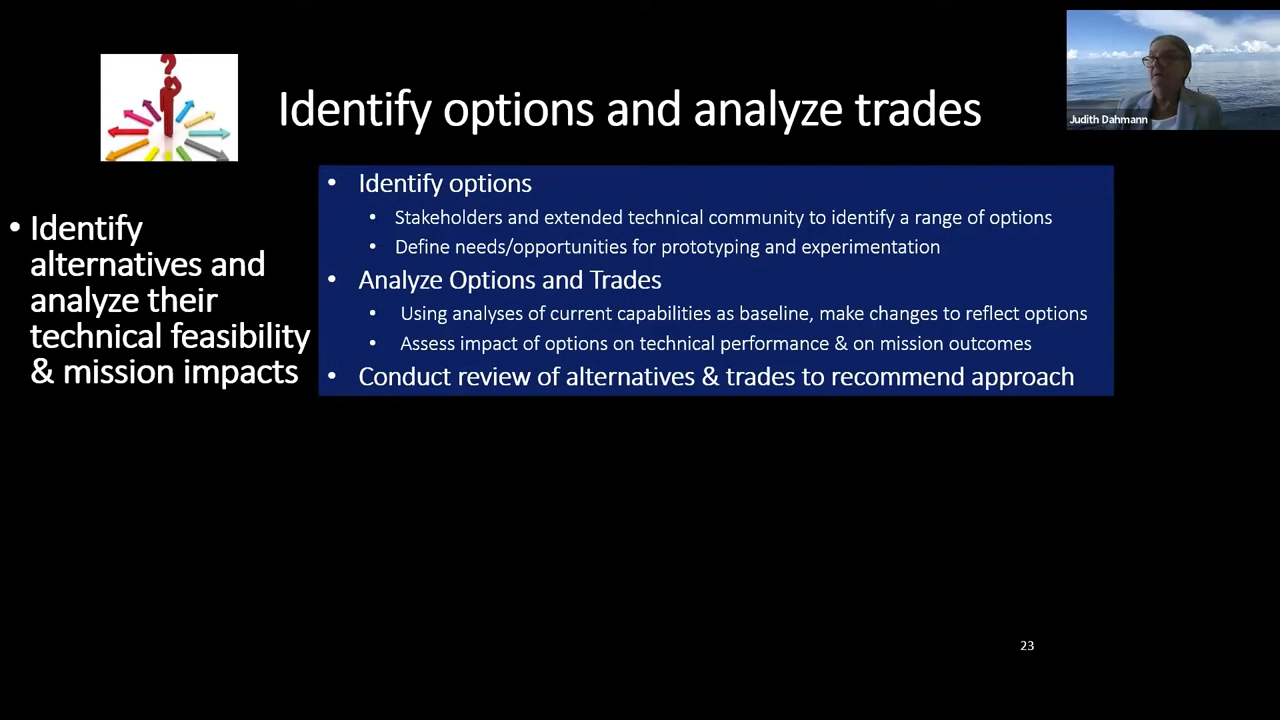 Identify options and analyze trades
Judith Dahmann
• Identify
alternatives and
analyze their
technical feasibility
& mission impacts
• Identify options
• Stakeholders and extended technical community to identify a range of options
• Define needs/opportunities for prototyping and experimentation
• Analyze Options and Trades
• Using analyses of current capabilities as baseline, make changes to reflect options
• Assess impact of options on technical performance & on mission outcomes
• Conduct review of alternatives & trades to recommend approach
23
?